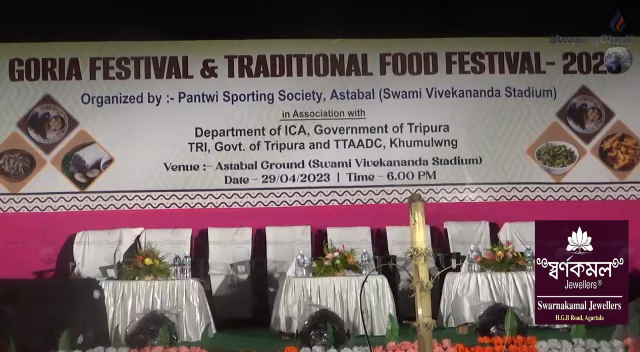 GORIA FESTIVAL & TRADITIONAL FOOD FESTIVAL- 2023
Organized by :- Pantwi Sporting Society, Astabal (Swami Vivekananda Stadium)
in Association with
Department of ICA, Government of Tripura
TRI, Govt. of Tripura and TTAADC, Khumulwng
Venue :- Astabal Ground (Swami Vivekananda Stadium)
Date - 29/04/2023 | Time - 6.00 PM
স্বর্ণকমল
Jewellers®
Swarnakamal Jewellers
H.G.B Road, Agartala